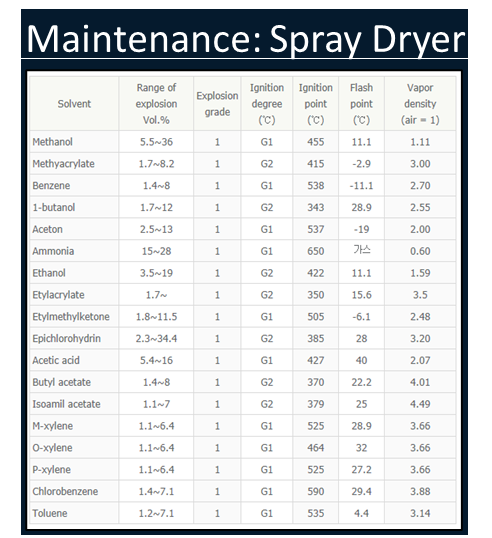 Maintenance: Spray Dryer
Solvent Range of explosion Vol.% Explosion grade Ignition degree (℃) Ignition point (℃) Flash point (℃) Vapor density (air = 1)
Methanol 5.5~36 1 G1 455 11.1 1.11
Methyacrylate 1.7~8.2 1 G2 415 -2.9 3.00
Benzene 1.4~8 1 G1 538 -11.1 2.70
1-butanol 1.7~12 1 G2 343 28.9 2.55
Aceton 2.5~13 1 G1 537 -19 2.00
Ammonia 15~28 1 G1 650 가스 0.60
Ethanol 3.5~19 1 G2 422 11.1 1.59
Etylacrylate 1.7~ 1 G2 350 15.6 3.5
Etylmethylketone 1.8~11.5 1 G1 505 -6.1 2.48
Epichlorohydrin 2.3~34.4 1 G2 385 28 3.20
Acetic acid 5.4~16 1 G1 427 40 2.07
Butyl acetate 1.4~8 1 G2 370 22.2 4.01
Isoamil acetate 1.1~7 1 G2 379 25 4.49
M-xylene 1.1~6.4 1 G1 525 28.9 3.66
O-xylene 1.1~6.4 1 G1 464 32 3.66
P-xylene 1.1~6.4 1 G1 525 27.2 3.66
Chlorobenzene 1.4~7.1 1 G1 590 29.4 3.88
Toluene 1.2~7.1 1 G1 535 4.4 3.14